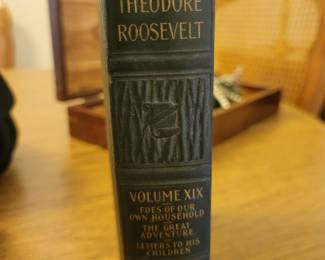 THEODORE
ROOSEVELT
VOLUME XIX
FOES OF OUR
OWN HOUSEHOLD
THE GREAT
ADVENTURE
LETTERS TO HIS
CHILDREN